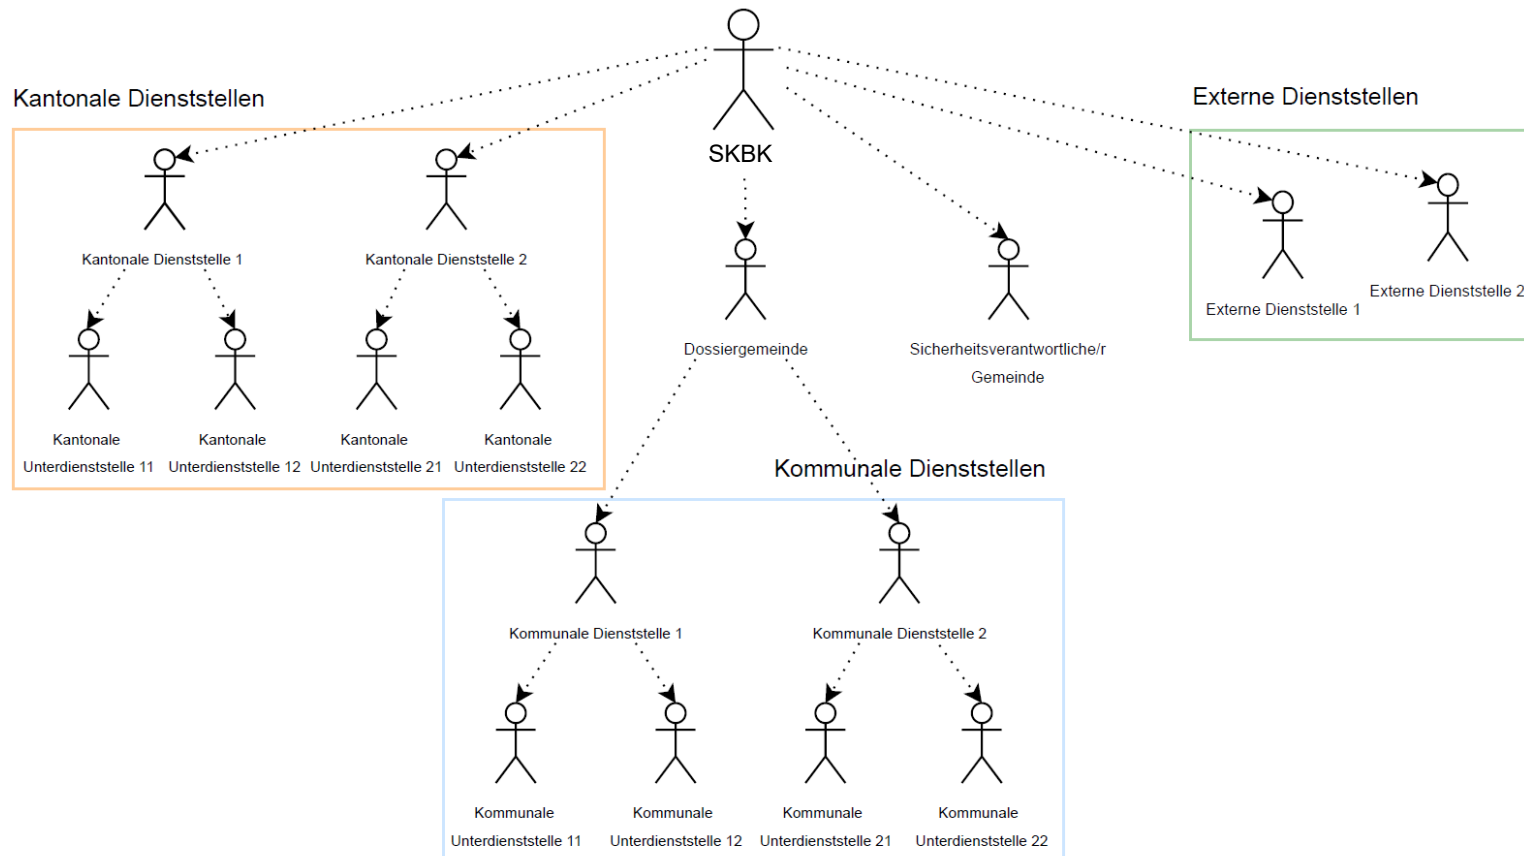 Kantonale Dienststellen
Externe Dienststellen
SKBK
Kantonale Dienststelle 1
Kantonale Dienststelle 2
Externe Dienststelle 2
Externe Dienststelle 1
Dossiergemeinde
Sicherheitsverantwortliche/r
Gemeinde
Kantonale
Unterdienststelle 11
Kantonale
Unterdienststelle 12
Kantonale
Unterdienststelle 21
Kantonale
Unterdienststelle 22
Kommunale Dienststellen
Kommunale Dienststelle 1
Kommunale Dienststelle 2
Kommunale
Unterdienststelle 11
Kommunale
Unterdienststelle 12
Kommunale
Unterdienststelle 21
Kommunale
Unterdienststelle 22